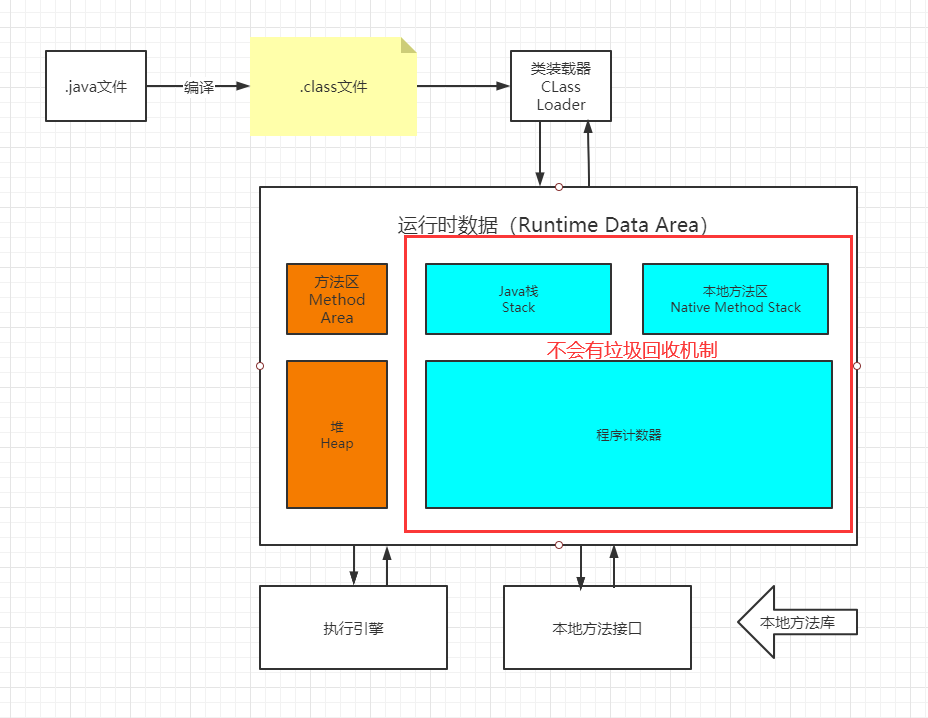 .java文件
编译
.class文件
类装载器
CLass
Loader
运行时数据（Runtime Data Area）
方法区
Method
Area
Java栈
Stack
本地方法区
Native Method Stack
不会有垃圾回收机制
堆
Heap
程序计数器
执行引擎
本地方法接口
本地方法库